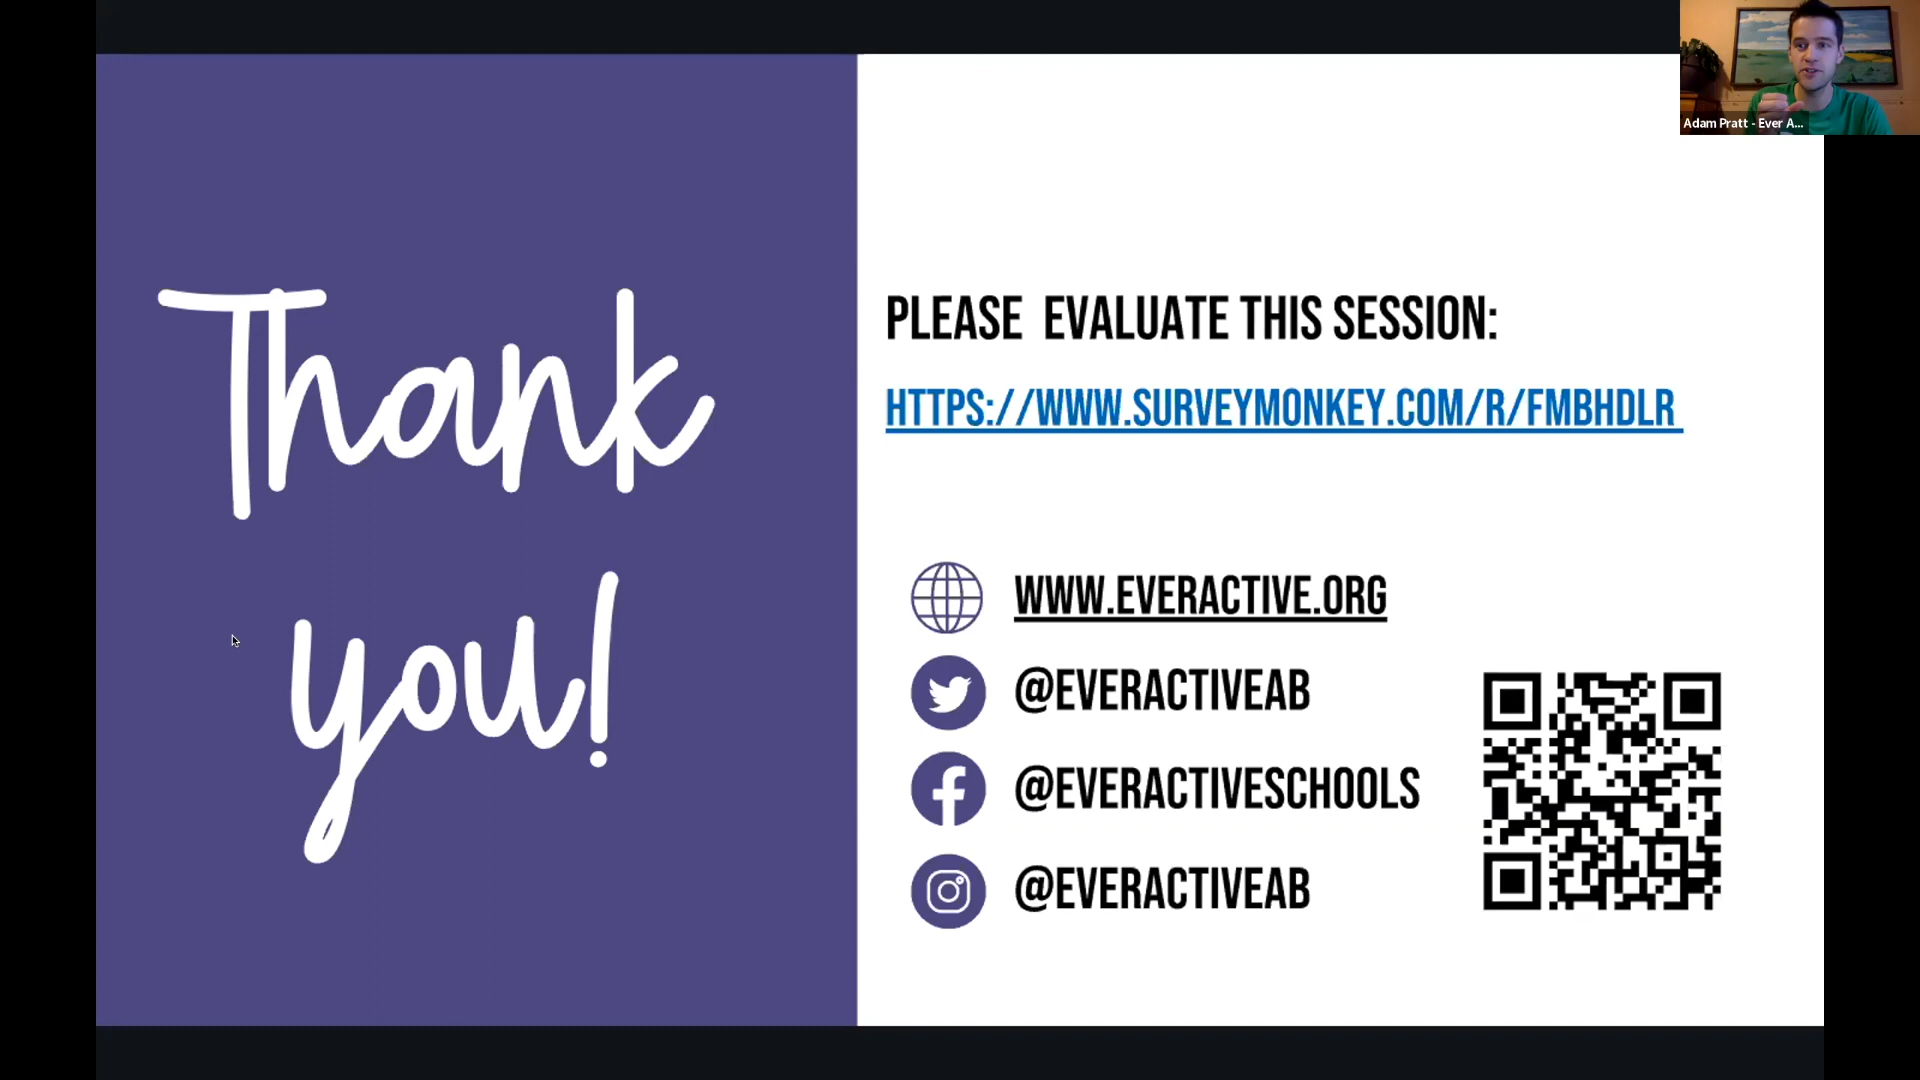 Thank
you!
PLEASE EVALUATE THIS SESSION:
HTTPS://WWW.SURVEYMONKEY.COM/R/FMBHDLR
WWW.EVERACTIVE.ORG
@EVERACTIVEAB
@EVERACTIVESCHOOLS
@EVERACTIVEAB
Adam Pratt - Ever A...